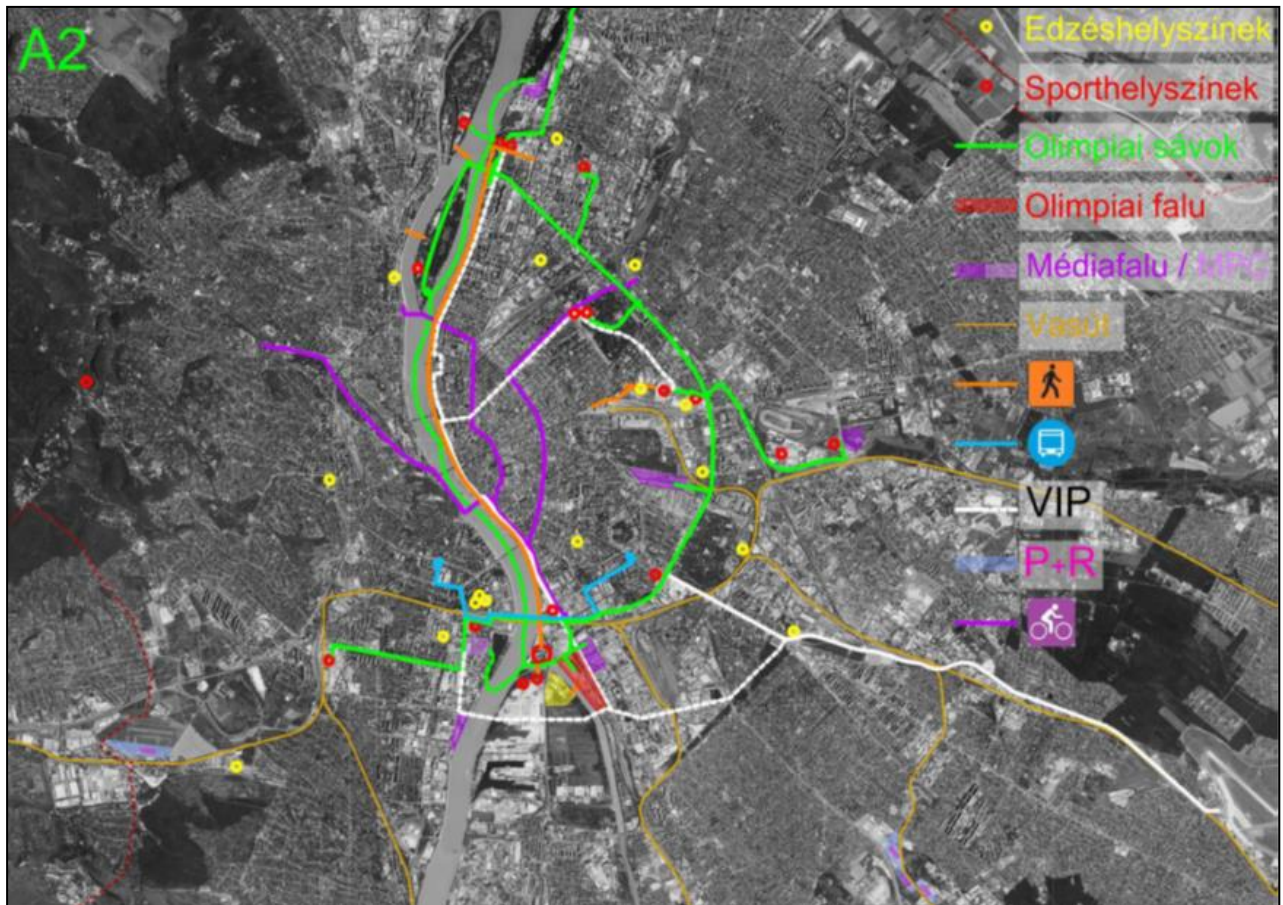 A2
Edzéshelyszínek
Sporthelyszínek
Olimpiai sávok
Olimpiai falu
Médiafalu / MPC
Vasút
VIP
P+R